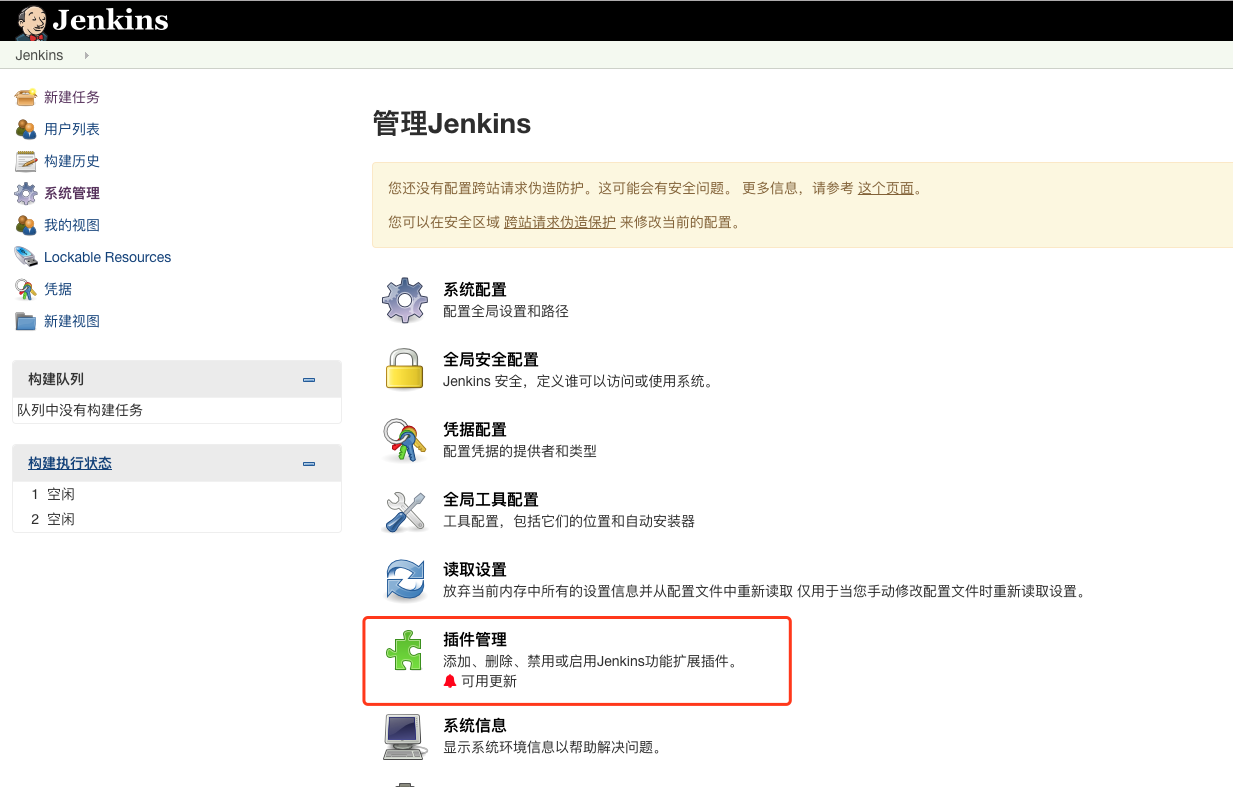 Jenkins
Jenkins
新建任务
用户列表
构建历史
系统管理
我的视图
Lockable Resources
凭据
新建视图
构建队列
队列中没有构建任务
构建执行状态
1 空闲
2 空闲
管理Jenkins
您还没有配置跨站请求伪造防护。这可能会有安全问题。 更多信息，请参考 这个页面。
您可以在安全区域 跨站请求伪造保护 来修改当前的配置。
系统配置
配置全局设置和路径
全局安全配置
Jenkins 安全，定义谁可以访问或使用系统。
凭据配置
配置凭据的提供者和类型
全局工具配置
工具配置，包括它们的位置和自动安装器
读取设置
放弃当前内存中所有的设置信息并从配置文件中重新读取 仅用于当您手动修改配置文件时重新读取设置。
插件管理
添加、删除、禁用或启用Jenkins功能扩展插件。
可用更新
系统信息
显示系统环境信息以帮助解决问题。